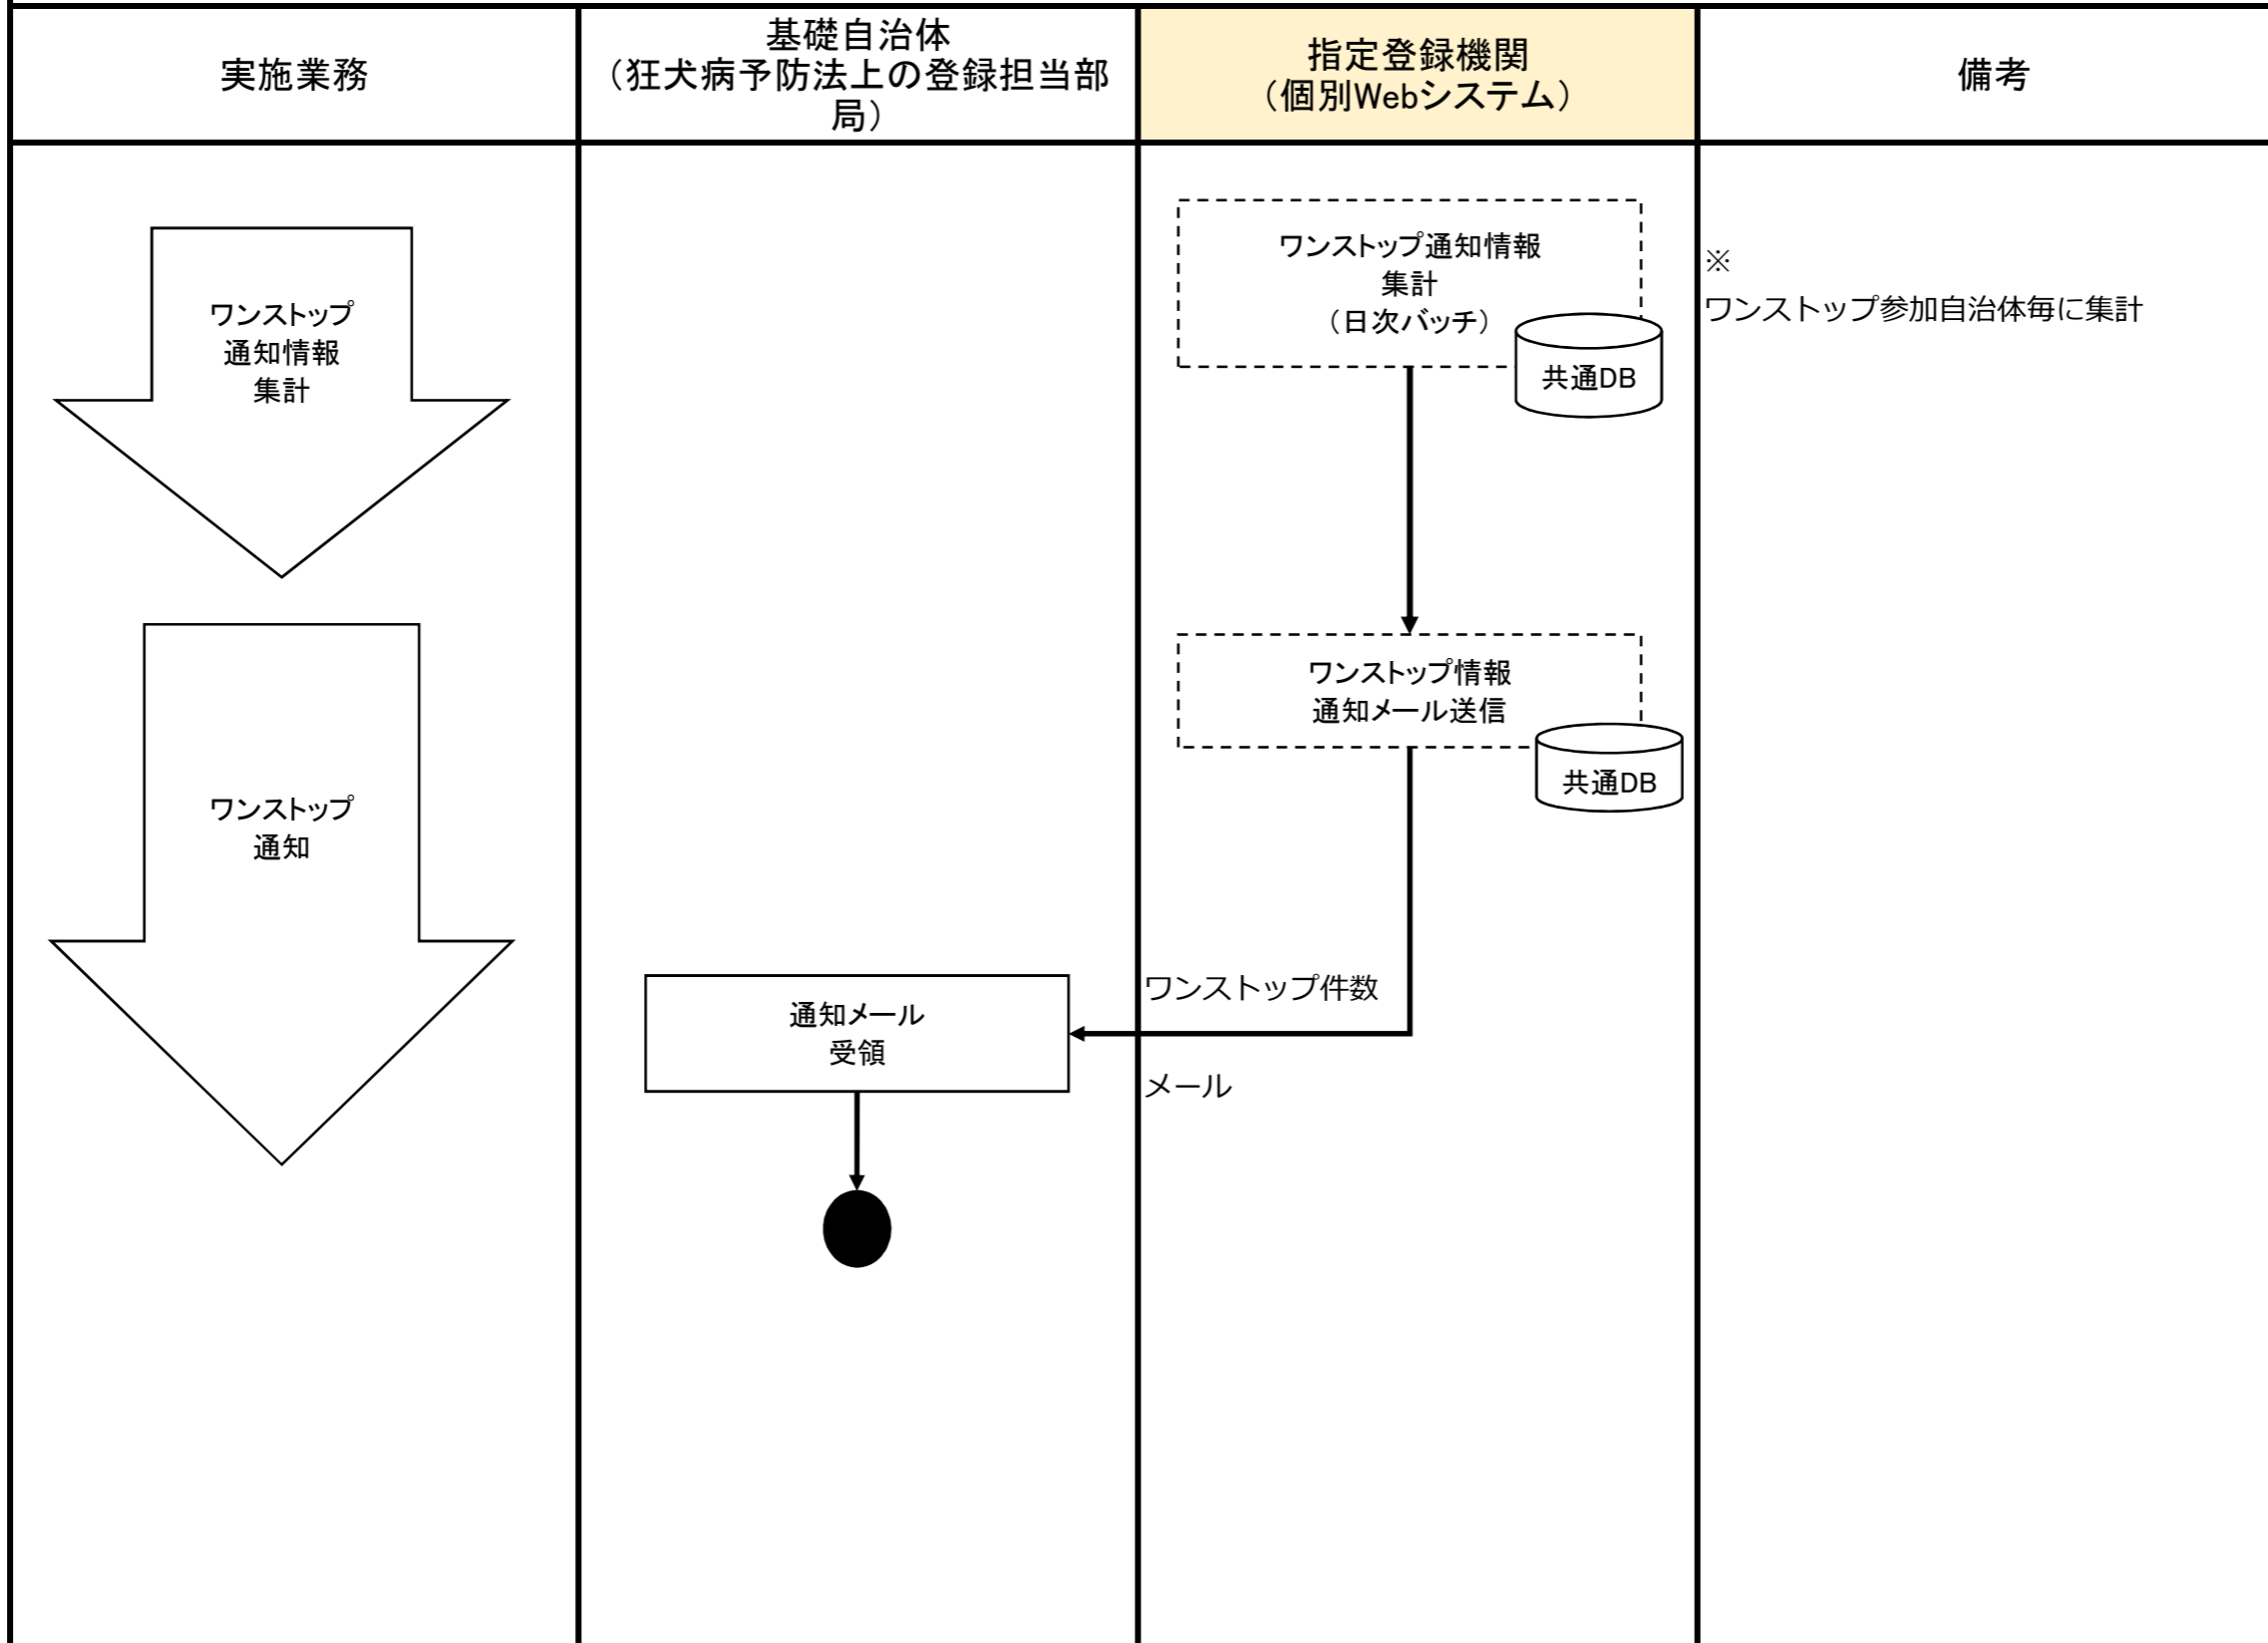 実施業務
基礎自治体
（狂犬病予防法上の登録担当部
局）
指定登録機関
（個別Webシステム）
備考
ワンストップ
通知情報
集計
ワンストップ通知情報
集計
（日次バッチ）
共通DB
※
ワンストップ参加自治体毎に集計
ワンストップ
通知
ワンストップ情報
通知メール送信
共通DB
ワンストップ件数
通知メール
受領
メール